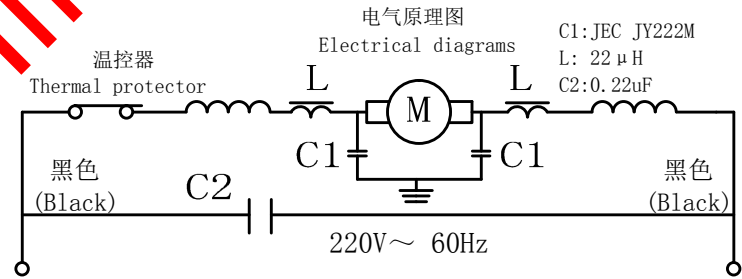 电气原理图
Electrical diagrams
C1:JEC JY222M
L: 22μH
C2:0.22uF
温控器
Thermal protector
L
M
L
C1
C1
黑色
(Black)
C2
黑色
(Black)
220V～ 60Hz